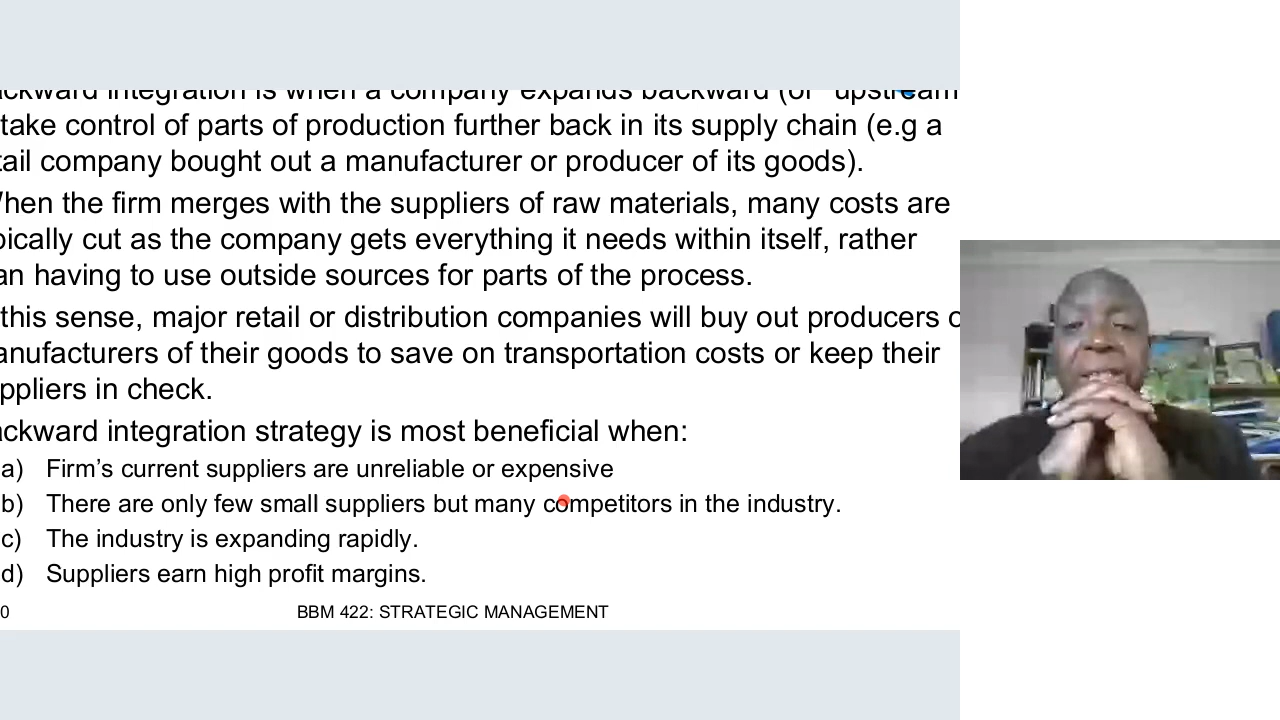 ckward integration is when a company expands backward (or "upstream
take control of parts of production further back in its supply chain (e.g a
tail company bought out a manufacturer or producer of its goods).
hen the firm merges with the suppliers of raw materials, many costs are
pically cut as the company gets everything it needs within itself, rather
an having to use outside sources for parts of the process.
this sense, major retail or distribution companies will buy out producers o
anufacturers of their goods to save on transportation costs or keep their
ppliers in check.
ackward integration strategy is most beneficial when:
a) Firm's current suppliers are unreliable or expensive
b) There are only few small suppliers but many competitors in the industry.
c) The industry is expanding rapidly.
d) Suppliers earn high profit margins.
0 BBM 422: STRATEGIC MANAGEMENT